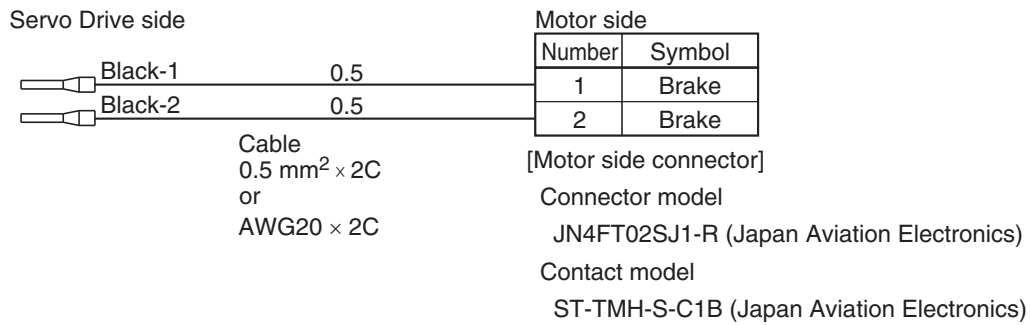 Servo Drive side
Motor side
Number Symbol
Black-1 0.5 1 Brake
Black-2 0.5 2 Brake
Cable
0.5 mm² × 2C
or
AWG20 × 2C
[Motor side connector]
Connector model
JN4FT02SJ1-R (Japan Aviation Electronics)
Contact model
ST-TMH-S-C1B (Japan Aviation Electronics)